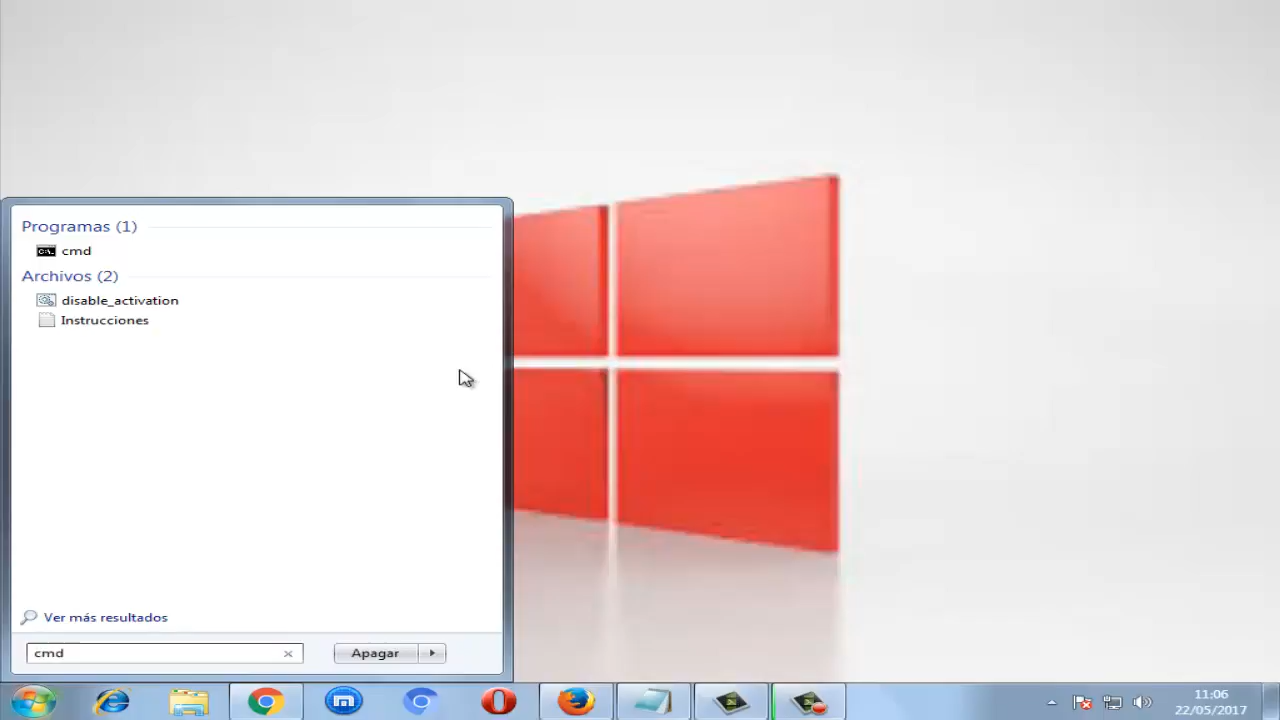 Programas (1)
cmd
Archivos (2)
disable_activation
Instrucciones
Ver más resultados
cmd
Apagar
11:06
22/05/2017